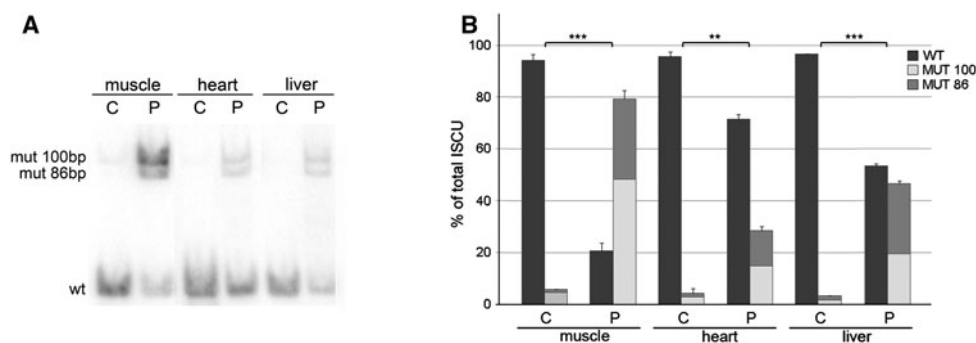 A
muscle heart liver
C P C P C P
mut 100bp
mut 86bp
wt
B
*** ** ***
WT
MUT 100
MUT 86
% of total ISCU
100
80
60
40
20
0
C P C P C P
muscle heart liver